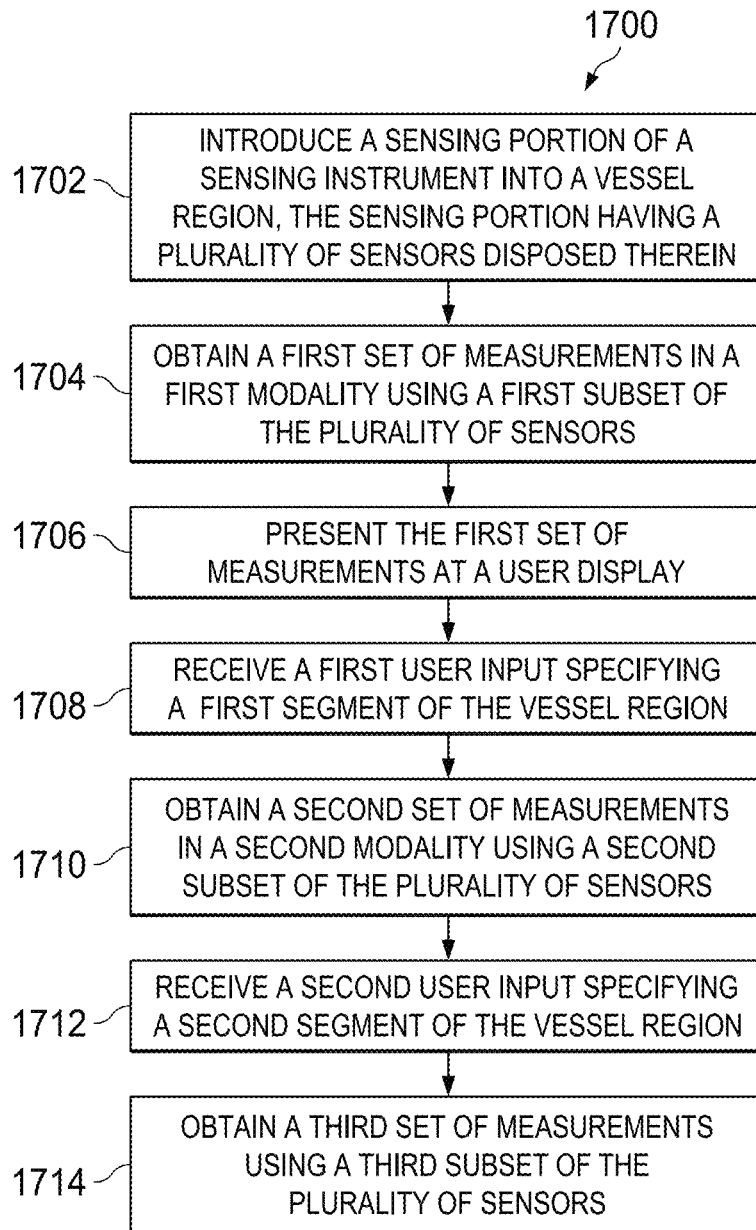 1700
1702
INTRODUCE A SENSING PORTION OF A
SENSING INSTRUMENT INTO A VESSEL
REGION, THE SENSING PORTION HAVING A
PLURALITY OF SENSORS DISPOSED THEREIN
1704
OBTAIN A FIRST SET OF MEASUREMENTS IN A
FIRST MODALITY USING A FIRST SUBSET OF
THE PLURALITY OF SENSORS
1706
PRESENT THE FIRST SET OF
MEASUREMENTS AT A USER DISPLAY
1708
RECEIVE A FIRST USER INPUT SPECIFYING
A FIRST SEGMENT OF THE VESSEL REGION
1710
OBTAIN A SECOND SET OF MEASUREMENTS
IN A SECOND MODALITY USING A SECOND
SUBSET OF THE PLURALITY OF SENSORS
1712
RECEIVE A SECOND USER INPUT SPECIFYING
A SECOND SEGMENT OF THE VESSEL REGION
1714
OBTAIN A THIRD SET OF MEASUREMENTS
USING A THIRD SUBSET OF THE
PLURALITY OF SENSORS